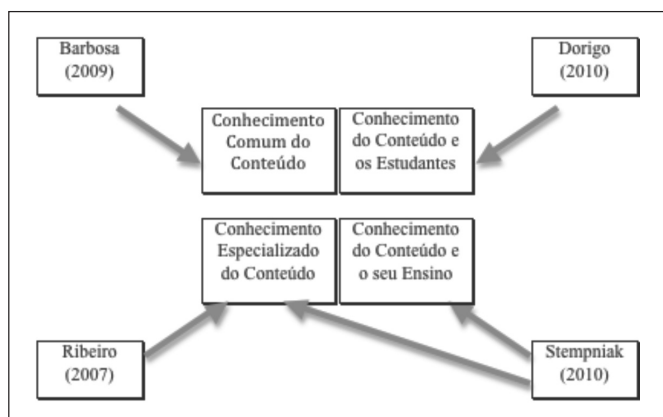 Barbosa
(2009)
Dorigo
(2010)
Conhecimento
Comum do
Conteúdo
Conhecimento
do Conteúdo e
os Estudantes
Conhecimento
Especializado
do Conteúdo
Conhecimento
do Conteúdo e
o seu Ensino
Ribeiro
(2007)
Stempniak
(2010)